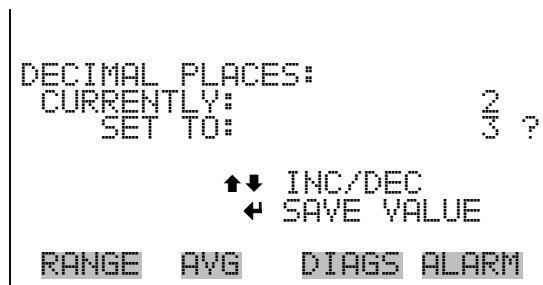 DECIMAL PLACES:
CURRENTLY: 2
SET TO: 3 ?
⬆⬇ INC/DEC
↵ SAVE VALUE
RANGE AVG DIAGS ALARM